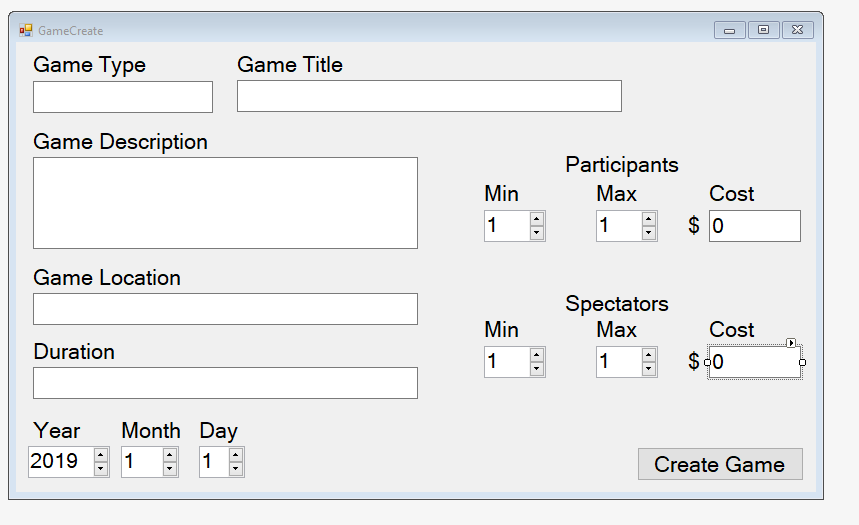 GameCreate
Game Type Game Title
Game Description
Participants
Min Max Cost
1 1 $ 0
Game Location
Spectators
Min Max Cost
1 1 $ 0
Duration
Year Month Day
2019 1 1
Create Game